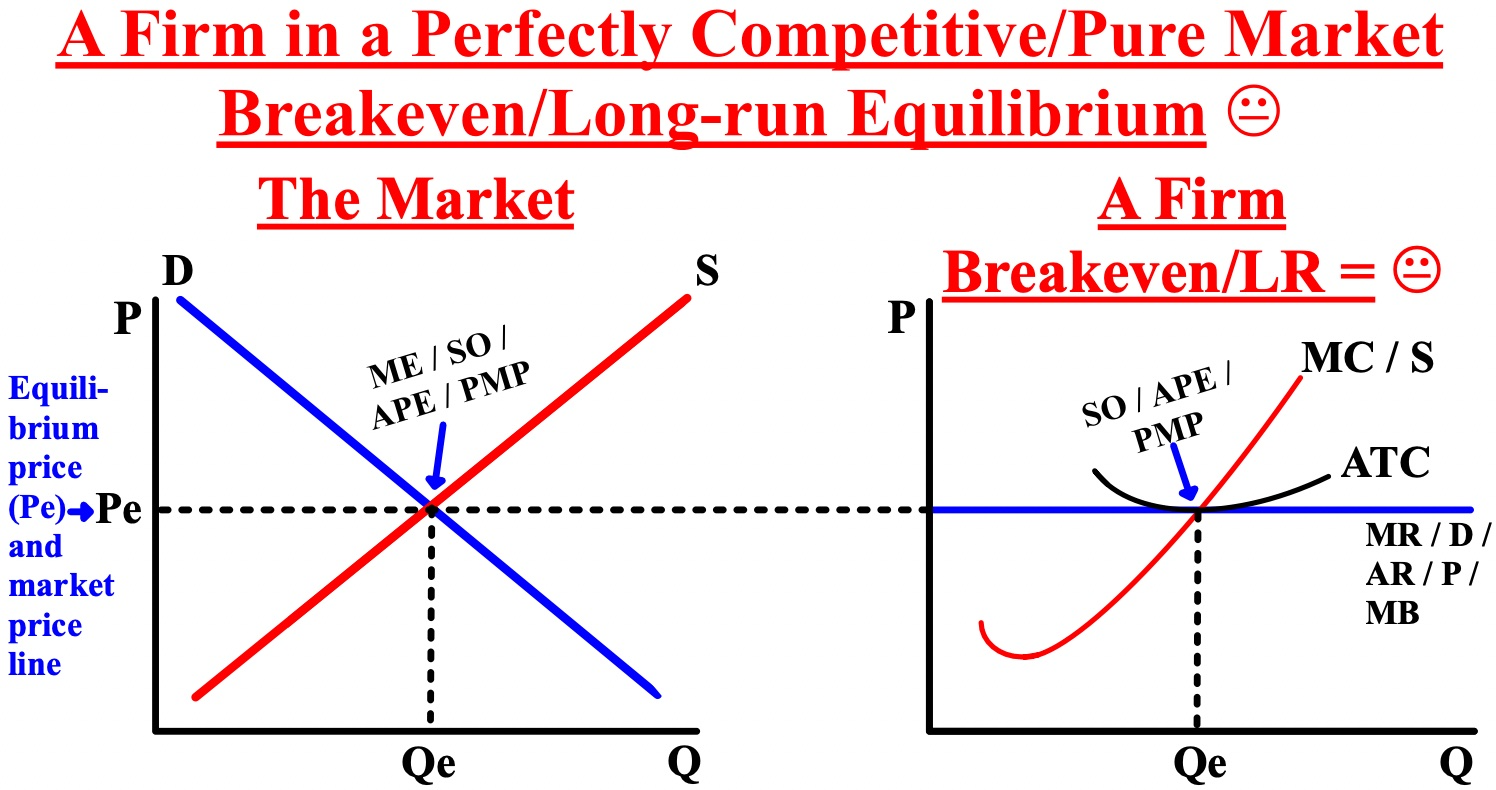 A Firm in a Perfectly Competitive/Pure Market
Breakeven/Long-run Equilibrium
The Market
A Firm
Breakeven/LR =
D
S
P
ME / SO /
APE / PMP
Equili-
brium
price
(Pe)
and
market
price
line
Pe
Qe
Q
P
MC / S
SO / APE /
PMP
ATC
MR / D /
AR / P /
MB
Qe
Q